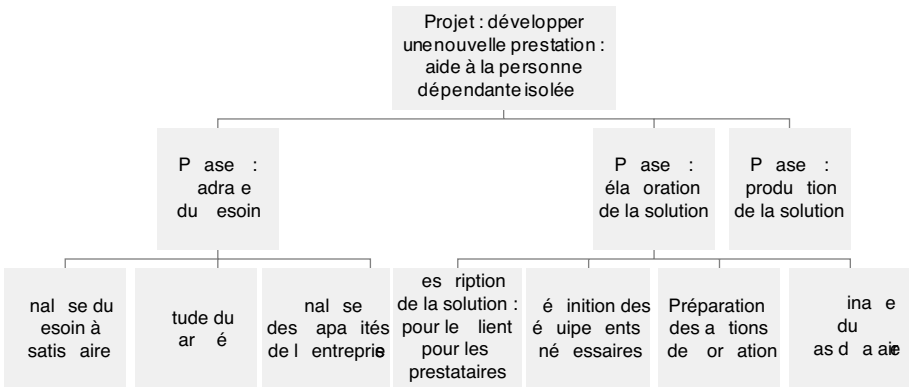 Projet : développer
une nouvelle prestation :
aide à la personne
dépendante isolée
P ase :
adra e
du esoin
P ase :
éla oration
de la solution
P ase :
produ tion
de la solution
nal se du
esoin à
satis aire
tude du
ar é
nal se
des apa ités
de l entreprise
es ription
de la solution :
pour le lient
pour les
prestataires
é inition des
é uipe ents
né essaires
Préparation
des a tions
de or ation
ina e
du
as d a aire